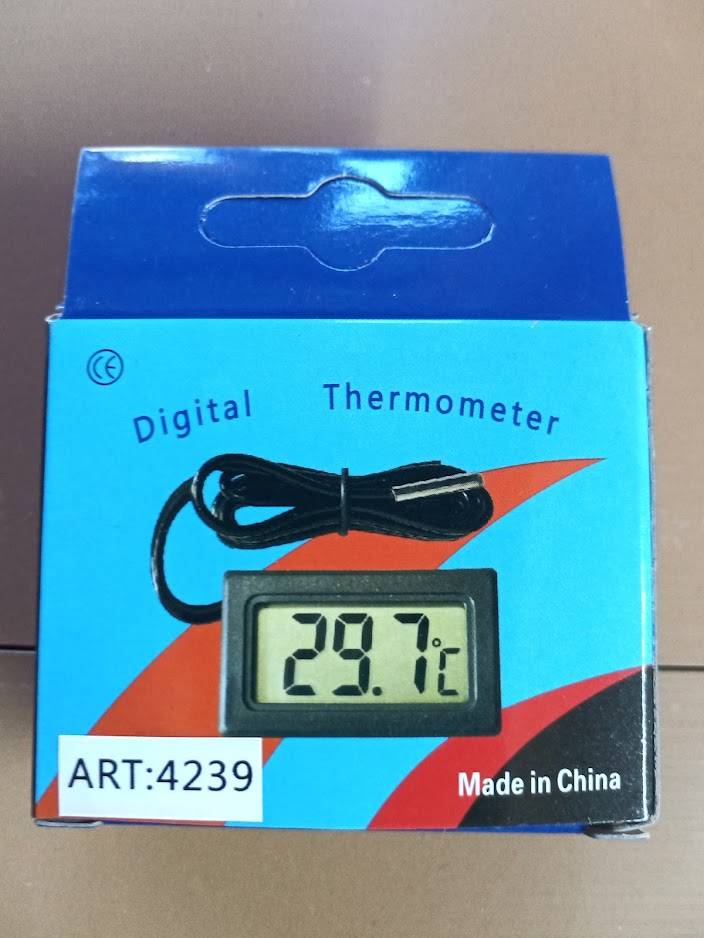 CE
Digital Thermometer
29.7°C
ART:4239
Made in China